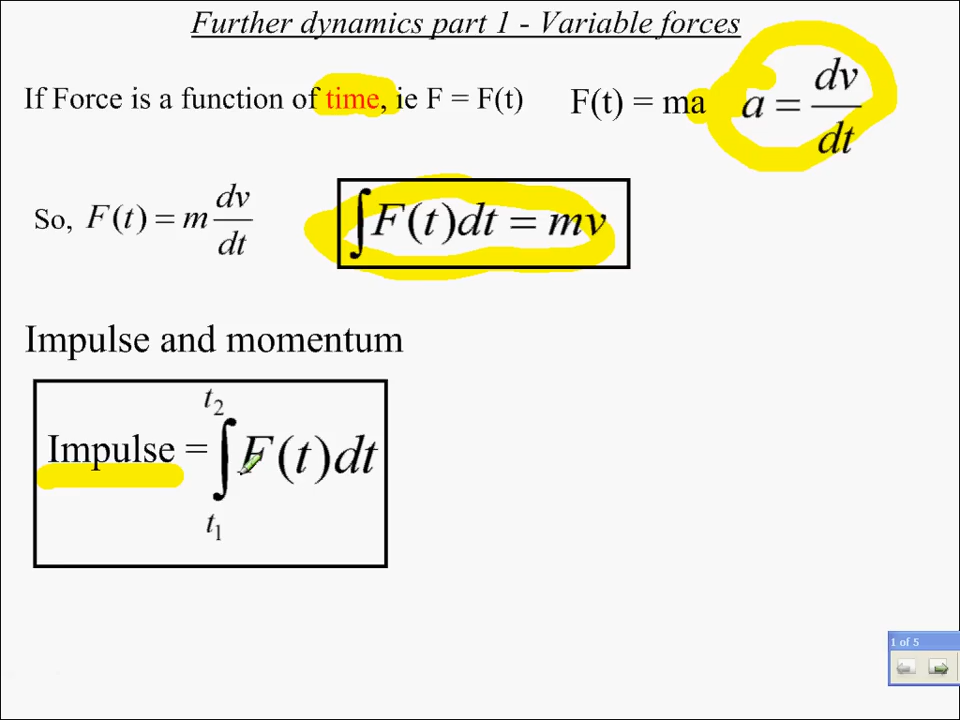 Further dynamics part 1 - Variable forces
If Force is a function of time, ie F = F(t) F(t) = ma a = dv/dt
So, F(t) = m dv/dt ∫F(t)dt = mv
Impulse and momentum
t₂
Impulse = ∫F(t)dt
t₁
1 of 5